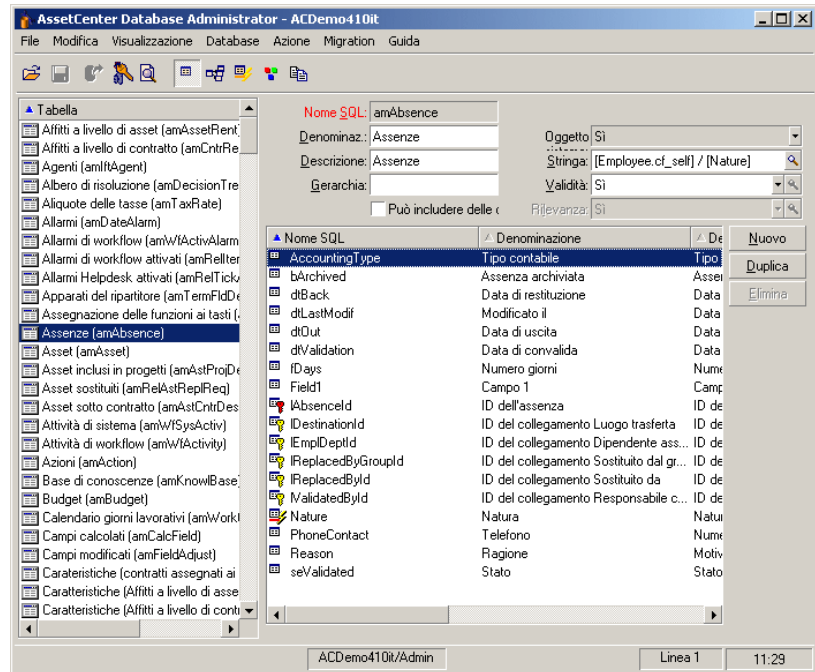 AssetCenter Database Administrator - ACDemo410it
File Modifica Visualizzazione Database Azione Migration Guida
Tabella
Affitti a livello di asset (amAssetRent)
Affitti a livello di contratto (amCntrRe
Agenti (amIftAgent)
Albero di risoluzione (amDecisionTre
Aliquote delle tasse (amTaxRate)
Allarmi (amDateAlarm)
Allarmi di workflow (amWfActivAlarm
Allarmi di workflow attivati (amRelIter
Allarmi Helpdesk attivati (amRelTick
Apparati del ripartitore (amTermFldDe
Assegnazione delle funzioni ai tasti (
Assenze (amAbsence)
Asset (amAsset)
Asset inclusi in progetti (amAstProjDe
Asset sostituiti (amRelAstReplReq)
Asset sotto contratto (amAstCntrDes
Attività di sistema (amWfSysActiv)
Attività di workflow (amWfActivity)
Azioni (amAction)
Base di conoscenze (amKnowlBase)
Budget (amBudget)
Calendario giorni lavorativi (amWork
Campi calcolati (amCalcField)
Campi modificati (amFieldAdjust)
Carateristiche (contratti assegnati ai
Caratteristiche (Affitti a livello di asse
Caratteristiche (Affitti a livello di contr
Nome SQL: amAbsence
Denominaz.: Assenze
Descrizione: Assenze
Gerarchia:
Può includere delle
Oggetto Sì
Stringa: [Employee.cf_self] / [Nature]
Validità: Sì
Rilevanza: Sì
Nome SQL Denominazione De
AccountingType Tipo contabile Tipo
bArchived Assenza archiviata Asser
dtBack Data di restituzione Data
dtLastModif Modificato il Data
dtOut Data di uscita Data
dtValidation Data di convalida Data
fDays Numero giorni Nume
Field1 Campo 1 Camp
lAbsenceId ID dell'assenza ID de
lDestinationId ID del collegamento Luogo trasferta ID de
lEmplDeptId ID del collegamento Dipendente ass... ID de
lReplacedByGroupId ID del collegamento Sostituito dal gr... ID de
lReplacedById ID del collegamento Sostituito da ID de
lValidatedById ID del collegamento Responsabile c... ID de
Nature Natura Natur
PhoneContact Telefono Nume
Reason Ragione Motiv
seValidated Stato Stato
Nuovo
Duplica
Elimina
ACDemo410it/Admin Linea 1 11:29